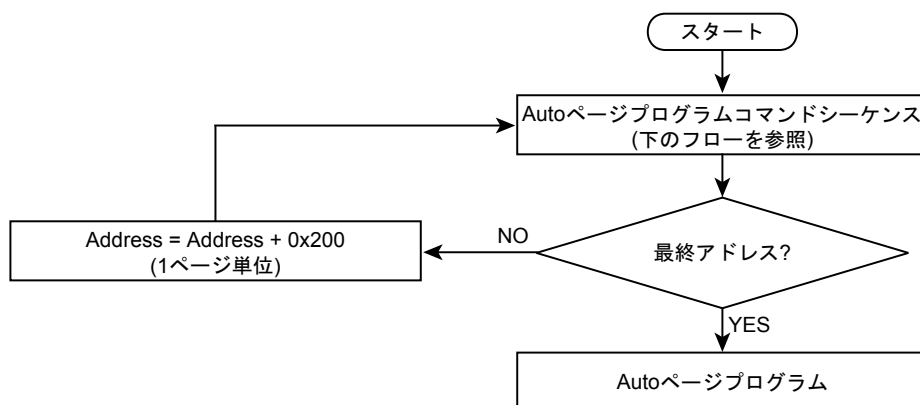 スタート
Autoページプログラムコマンドシーケンス
(下のフローを参照)
Address = Address + 0x200
(1ページ単位)
NO
最終アドレス?
YES
Autoページプログラム